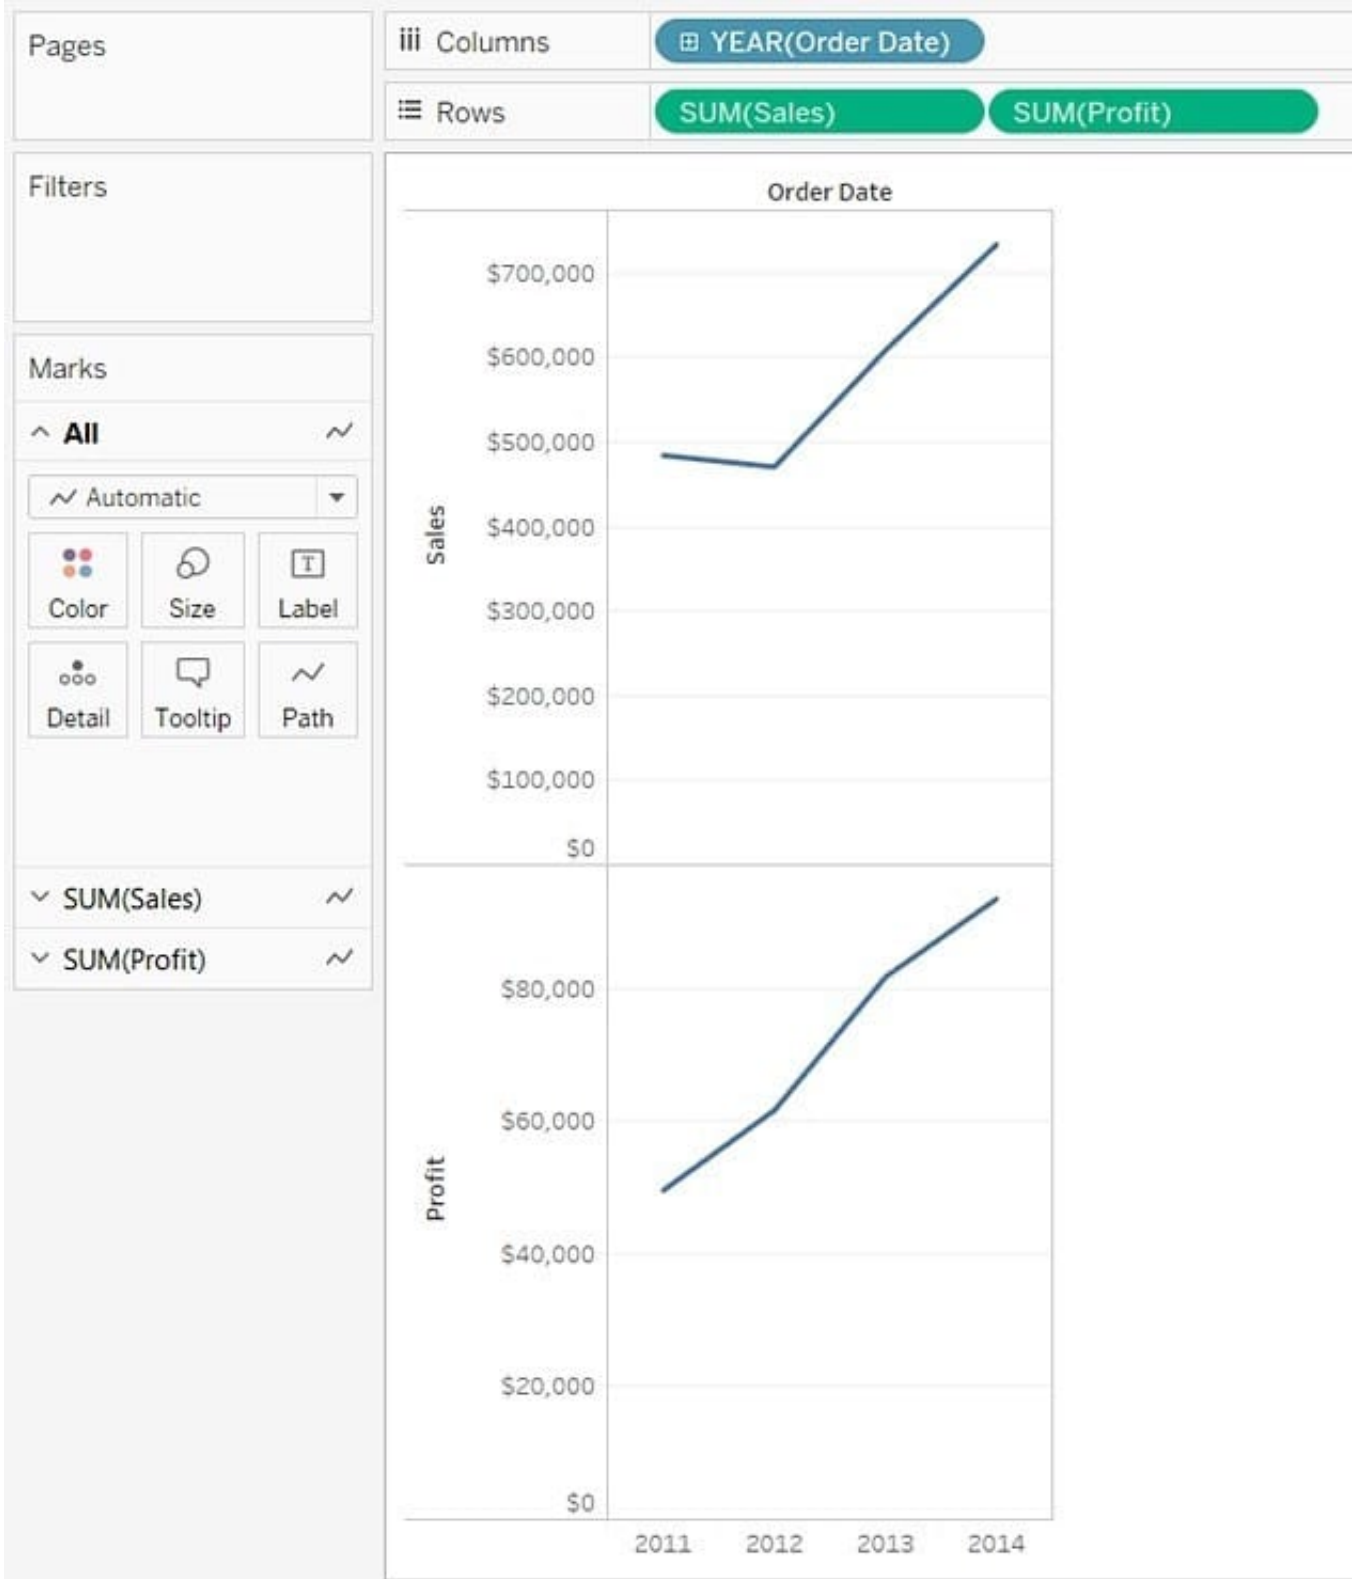 Pages
Columns
YEAR(Order Date)
Rows
SUM(Sales)
SUM(Profit)
Filters
Marks
All
Automatic
Color
Size
Label
Detail
Tooltip
Path
SUM(Sales)
SUM(Profit)
Order Date
Sales
$700,000
$600,000
$500,000
$400,000
$300,000
$200,000
$100,000
$0
Profit
$80,000
$60,000
$40,000
$20,000
$0
2011 2012 2013 2014